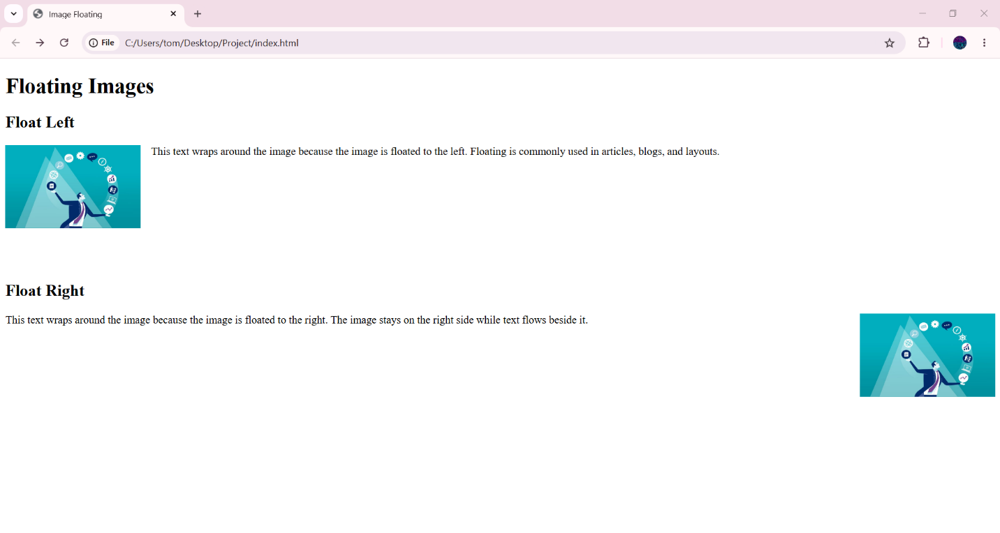 Image Floating
File C:/Users/tom/Desktop/Project/index.html
Floating Images
Float Left
This text wraps around the image because the image is floated to the left. Floating is commonly used in articles, blogs, and layouts.
Float Right
This text wraps around the image because the image is floated to the right. The image stays on the right side while text flows beside it.